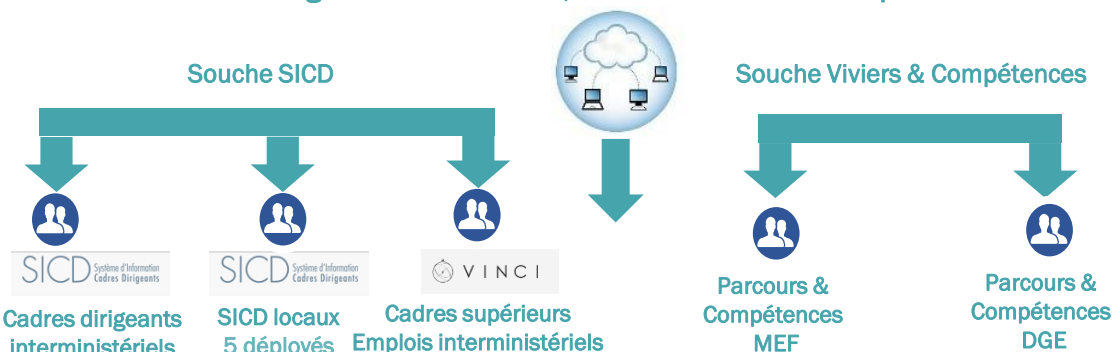 Souche SICD
Souche Viviers & Compétences
SICD Système d'Information
Cadres Dirigeants
SICD Système d'Information
Cadres Dirigeants
VINCI
Cadres dirigeants
interministériels
SICD locaux
5 déployés
Cadres supérieurs
Emplois interministériels
Parcours &
Compétences
MEF
Parcours &
Compétences
DGE